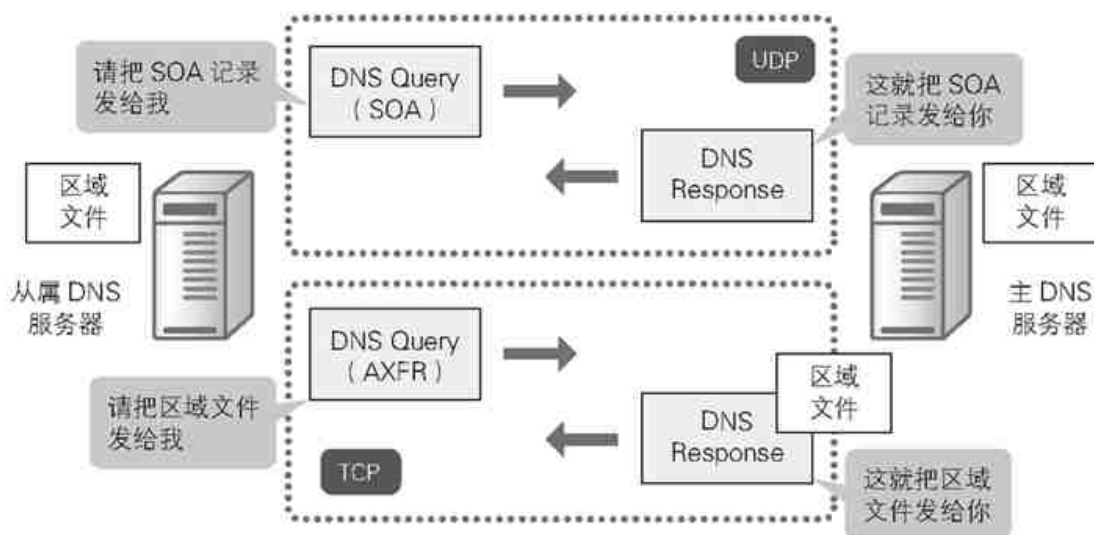 请把 SOA 记录
发给我
DNS Query
( SOA )
UDP
这就把 SOA
记录发给你
DNS
Response
区域
文件
从属 DNS
服务器
区域
文件
主 DNS
服务器
DNS Query
( AXFR )
请把区域文件
发给我
区域
文件
DNS
Response
TCP
这就把区域
文件发给你